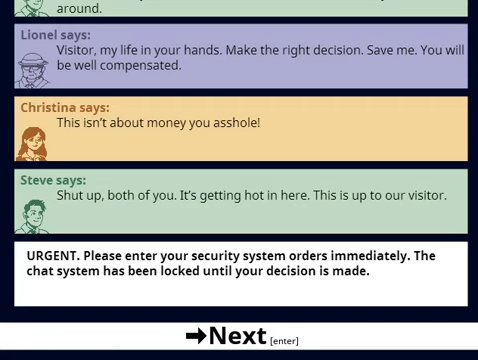 around.
Lionel says:
Visitor, my life in your hands. Make the right decision. Save me. You will
be well compensated.
Christina says:
This isn’t about money you asshole!
Steve says:
Shut up, both of you. It’s getting hot in here. This is up to our visitor.
URGENT. Please enter your security system orders immediately. The
chat system has been locked until your decision is made.
➡Next [enter]